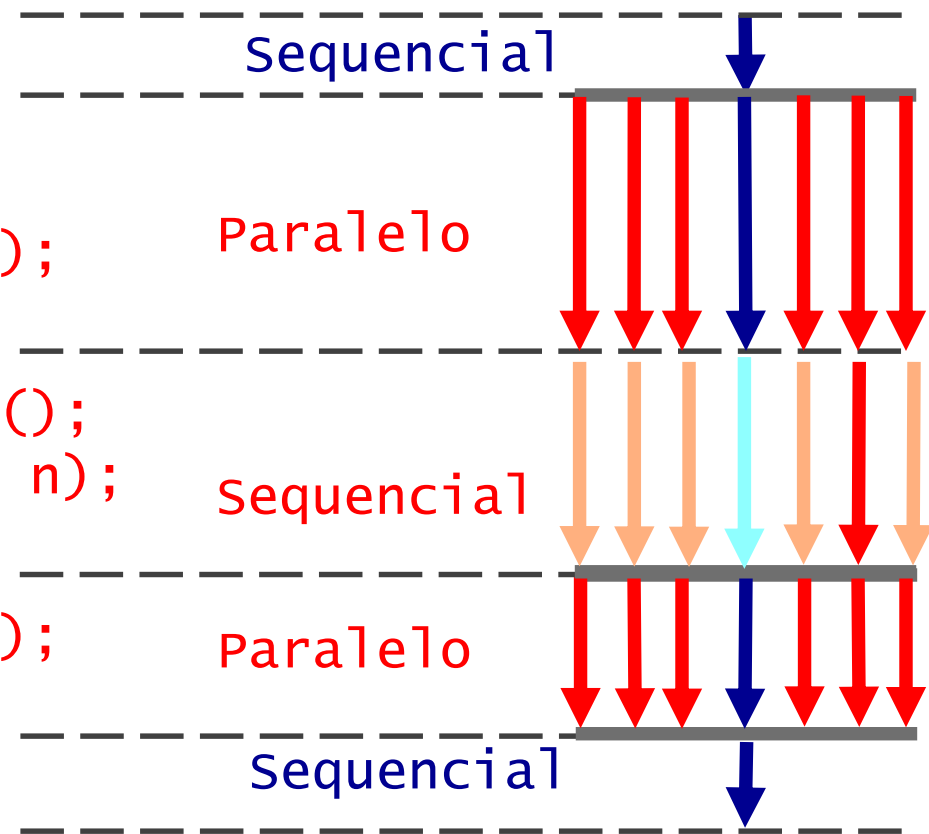 Sequencial
Paralelo
);
();
n);
Sequencial
);
Paralelo
Sequencial